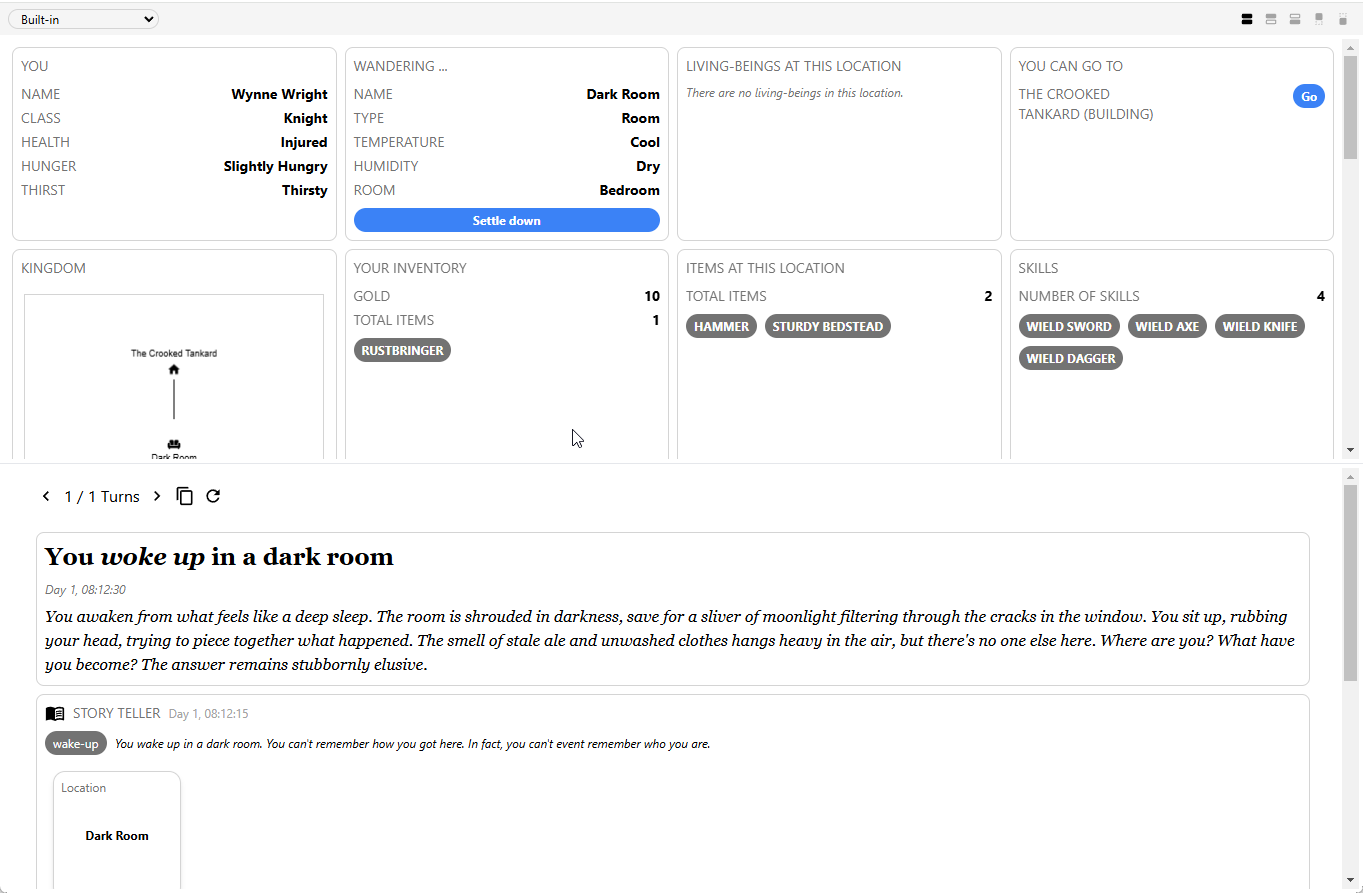 Built-in
YOU
NAME Wynne Wright
CLASS Knight
HEALTH Injured
HUNGER Slightly Hungry
THIRST Thirsty
WANDERING ...
NAME Dark Room
TYPE Room
TEMPERATURE Cool
HUMIDITY Dry
ROOM Bedroom
Settle down
LIVING-BEINGS AT THIS LOCATION
There are no living-beings in this location.
YOU CAN GO TO
THE CROOKED
TANKARD (BUILDING)
Go
KINGDOM
The Crooked Tankard
Dark Room
YOUR INVENTORY
GOLD 10
TOTAL ITEMS 1
RUSTBRINGER
ITEMS AT THIS LOCATION
TOTAL ITEMS 2
HAMMER STURDY BEDSTEAD
SKILLS
NUMBER OF SKILLS 4
WIELD SWORD WIELD AXE WIELD KNIFE
WIELD DAGGER
1 / 1 Turns
You woke up in a dark room
Day 1, 08:12:30
You awaken from what feels like a deep sleep. The room is shrouded in darkness, save for a sliver of moonlight filtering through the cracks in the window. You sit up, rubbing
your head, trying to piece together what happened. The smell of stale ale and unwashed clothes hangs heavy in the air, but there's no one else here. Where are you? What have
you become? The answer remains stubbornly elusive.
STORY TELLER Day 1, 08:12:15
wake-up You wake up in a dark room. You can't remember how you got here. In fact, you can't event remember who you are.
Location
Dark Room